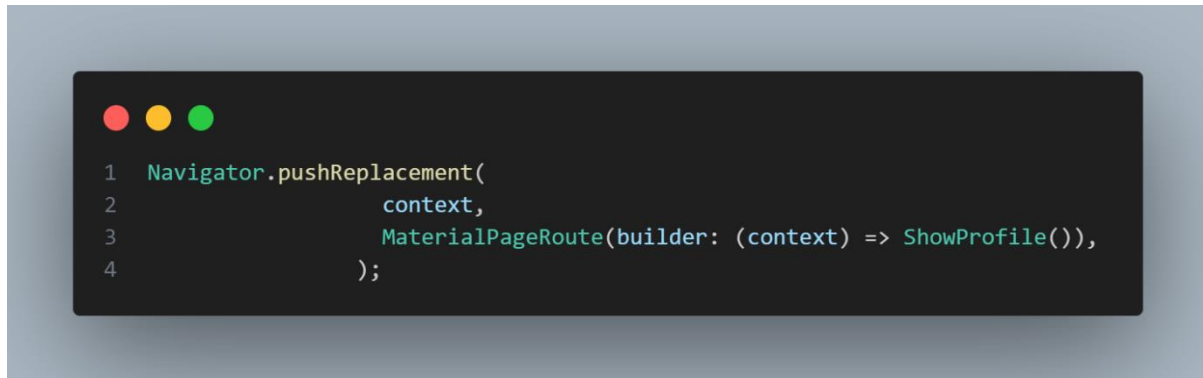 1 Navigator.pushReplacement(
2 context,
3 MaterialPageRoute(builder: (context) => ShowProfile()),
4 );